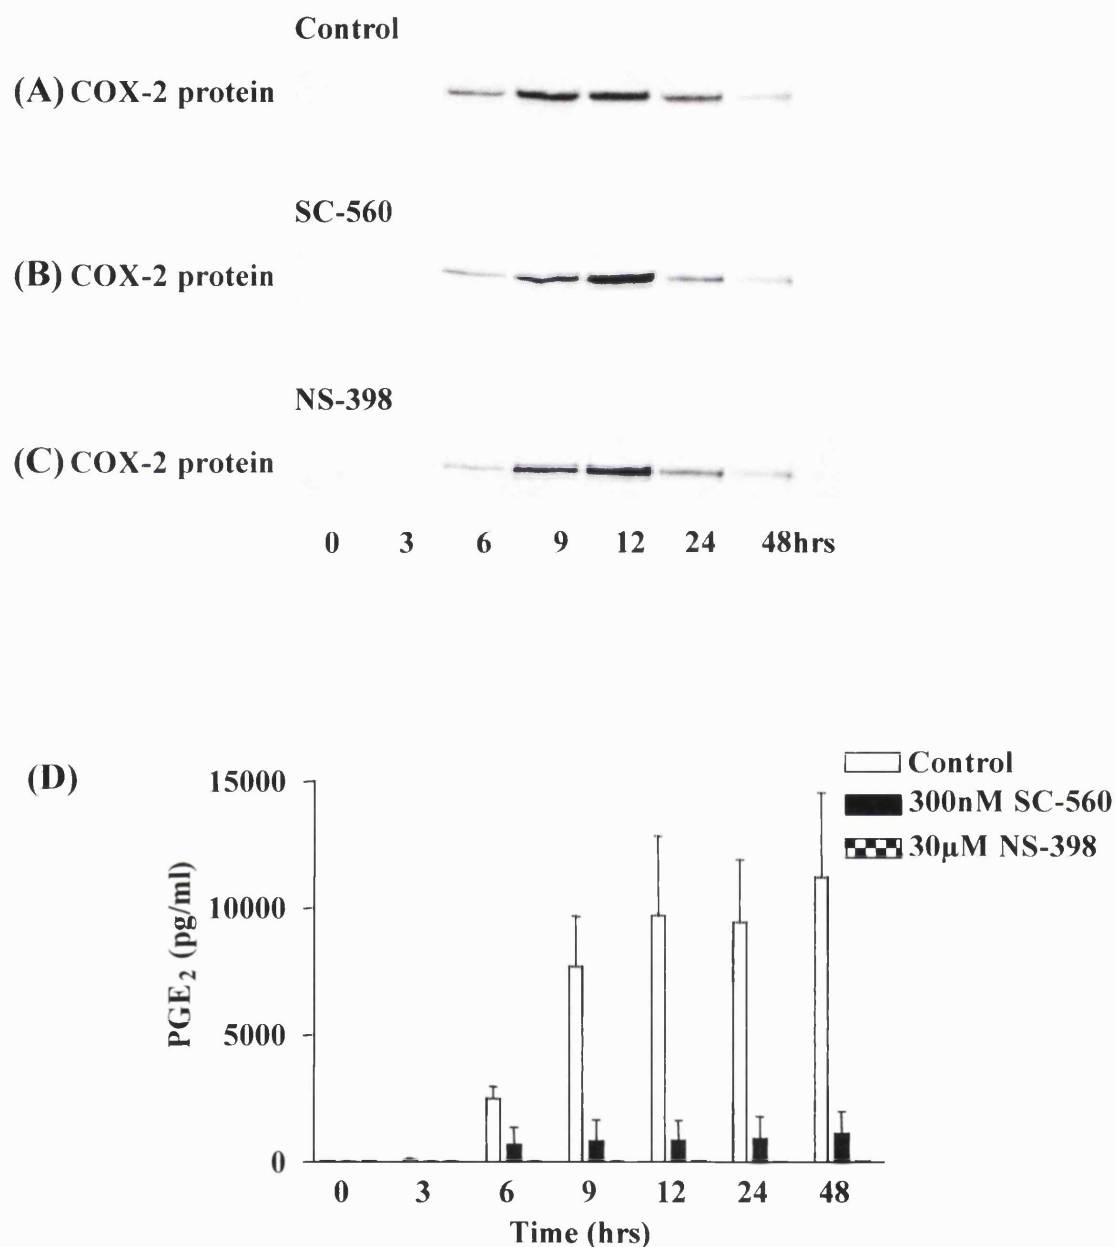 Control
(A) COX-2 protein
SC-560
(B) COX-2 protein
NS-398
(C) COX-2 protein
0 3 6 9 12 24 48hrs
(D)
Control
300nM SC-560
30µM NS-398
15000
10000
5000
0
PGE2 (pg/ml)
0 3 6 9 12 24 48
Time (hrs)